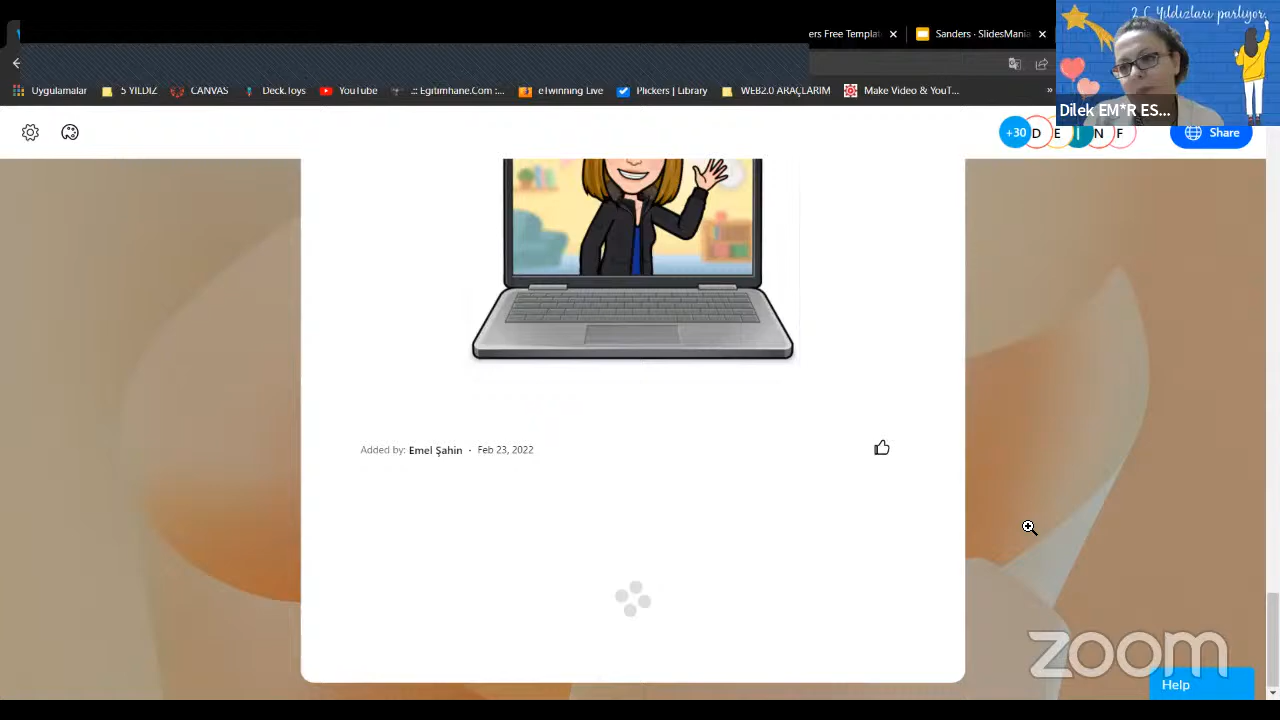 ers Free Templat
Sanders · SlidesMania
2 C Yıldızları parlıyor.
Uygulamalar
5 YILDIZ
CANVAS
Deck.Toys
YouTube
.:: Egitimhane.Com :...
eTwinning Live
Plickers | Library
WEB2.0 ARAÇLARIM
Make Video & YouT...
»
Dilek EM*R ES...
+30
D
E
I
N
F
Share
Added by: Emel Şahin · Feb 23, 2022
zoom
Help